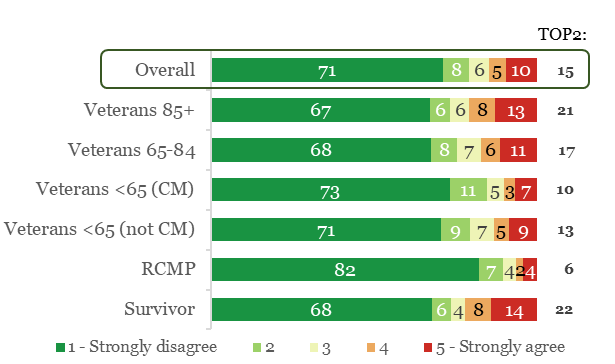 TOP2:
Overall 71 8 6 5 10 15
Veterans 85+ 67 6 6 8 13 21
Veterans 65-84 68 8 7 6 11 17
Veterans <65 (CM) 73 11 5 3 7 10
Veterans <65 (not CM) 71 9 7 5 9 13
RCMP 82 7 4 2 4 6
Survivor 68 6 4 8 14 22
1 - Strongly disagree 2 3 4 5 - Strongly agree